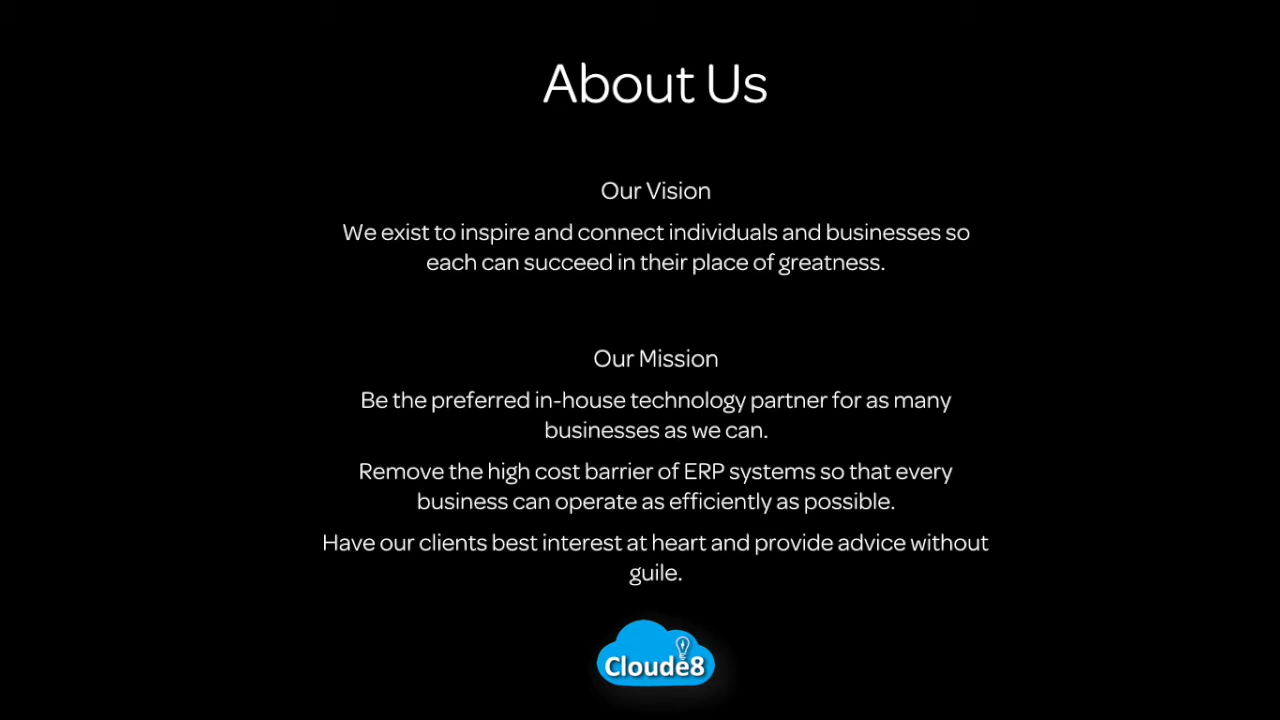 About Us
Our Vision
We exist to inspire and connect individuals and businesses so
each can succeed in their place of greatness.
Our Mission
Be the preferred in-house technology partner for as many
businesses as we can.
Remove the high cost barrier of ERP systems so that every
business can operate as efficiently as possible.
Have our clients best interest at heart and provide advice without
guile.
Cloude8